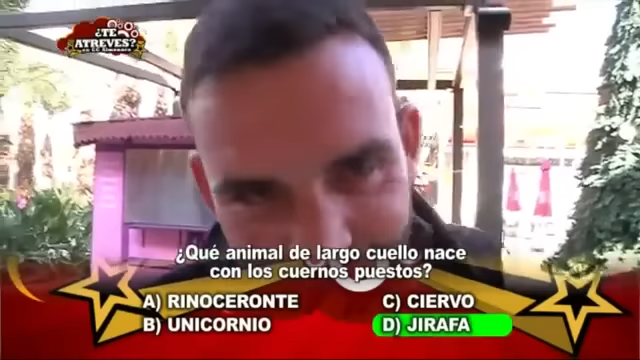 ¿TE
ATREVES?
¿Qué animal de largo cuello nace
con los cuernos puestos?
A) RINOCERONTE
C) CIERVO
B) UNICORNIO
D) JIRAFA